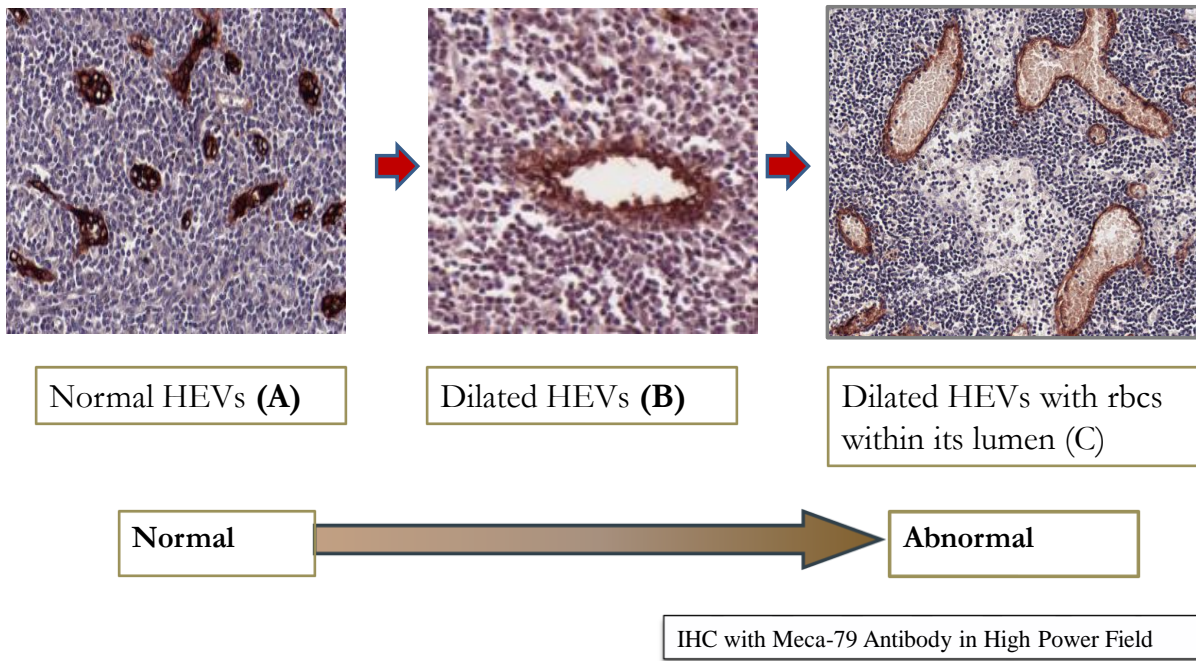 Normal HEVs (A)
Dilated HEVs (B)
Dilated HEVs with rbcs
within its lumen (C)
Normal
Abnormal
IHC with Meca-79 Antibody in High Power Field